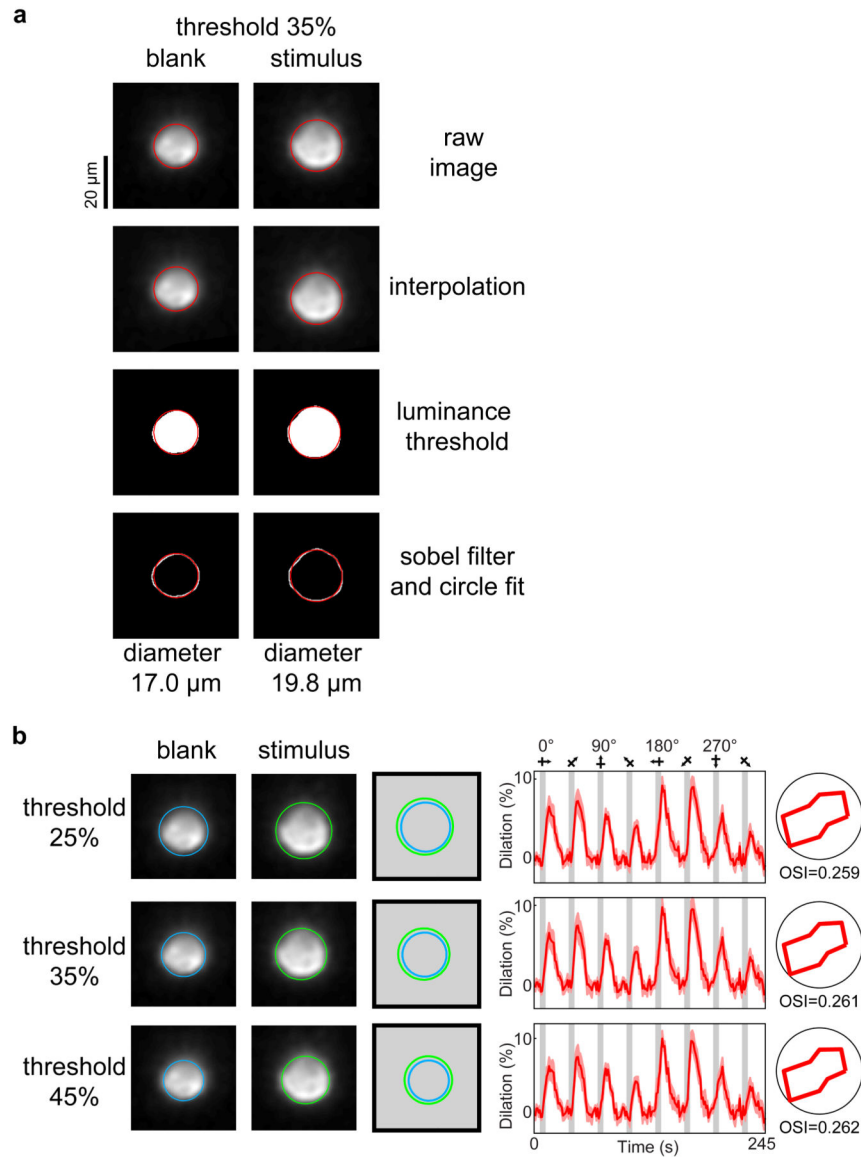 a
threshold 35%
blank stimulus
raw
image
20 µm
interpolation
luminance
threshold
sobel filter
and circle fit
diameter diameter
17.0 µm 19.8 µm
b
blank stimulus
0° 90° 180° 270°
threshold
25%
10
Dilation (%)
0
OSI=0.259
threshold
35%
10
Dilation (%)
0
OSI=0.261
threshold
45%
10
Dilation (%)
0
OSI=0.262
0 Time (s) 245